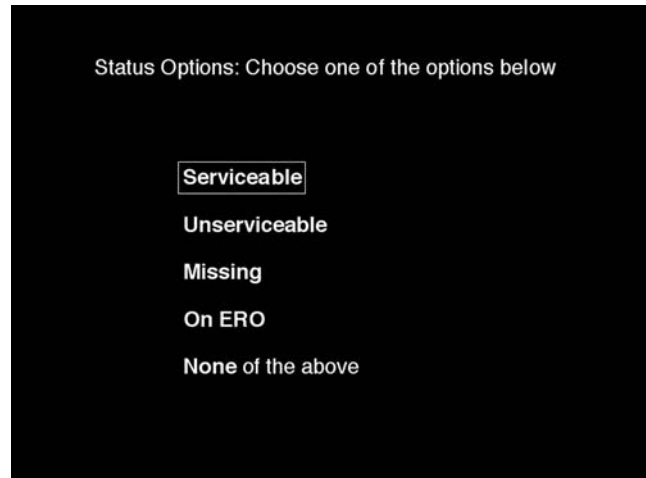 Status Options: Choose one of the options below
Serviceable
Unserviceable
Missing
On ERO
None of the above